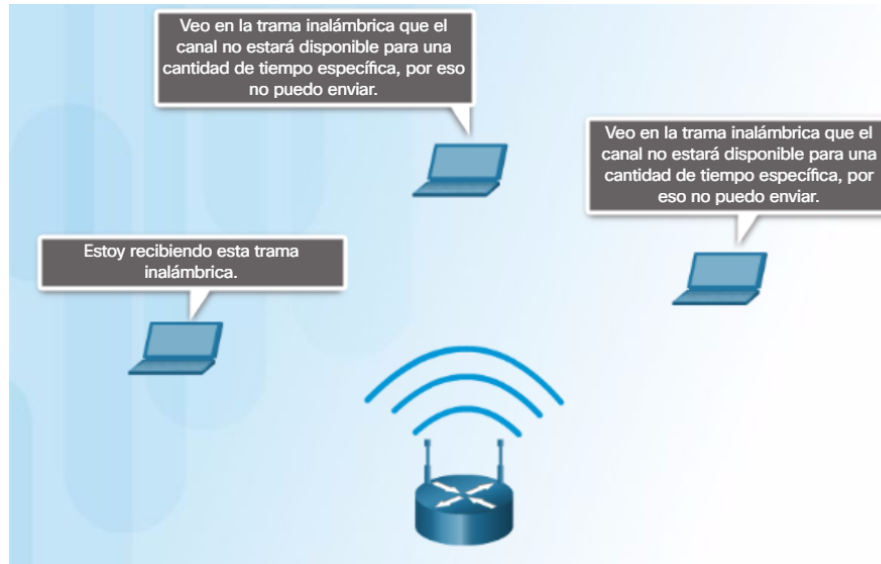 Veo en la trama inalámbrica que el
canal no estará disponible para una
cantidad de tiempo específica, por eso
no puedo enviar.
Veo en la trama inalámbrica que el
canal no estará disponible para una
cantidad de tiempo específica, por
eso no puedo enviar.
Estoy recibiendo esta trama
inalámbrica.